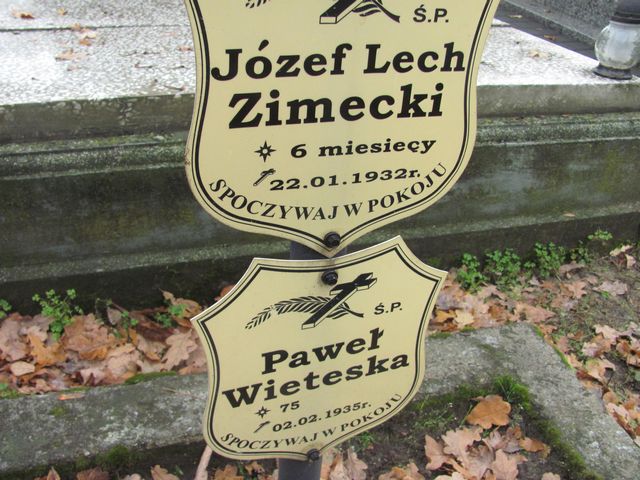 Ś.P.
Józef Lech
Zimecki
6 miesięcy
22.01.1932r.
SPOCZYWAJ W POKOJU
Ś.P.
Paweł
Wieteska
75
02.02.1935r.
SPOCZYWAJ W POKOJU